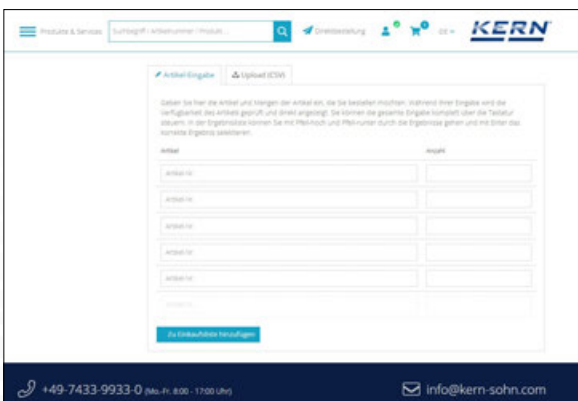 Produkte & Services
Suchbegriff / Artikelnummer / Produkt ...
Direktbestellung
0
DE
KERN
Artikel-Eingabe
Upload (CSV)
Geben Sie hier die Artikel und Mengen der Artikel ein, die Sie bestellen möchten. Während Ihrer Eingabe wird die
Verfügbarkeit des Artikels geprüft und direkt angezeigt. Sie können die gesamte Eingabe komplett über die Tastatur
steuern. In der Ergebnisliste können Sie mit Pfeil-hoch und Pfeil-runter durch die Ergebnisse gehen und mit Enter das
korrekte Ergebnis selektieren.
Artikel
Anzahl
Artikel-Nr.
Artikel-Nr.
Artikel-Nr.
Artikel-Nr.
Artikel-Nr.
Zu Einkaufsliste hinzufügen
+49-7433-9933-0 (Mo.-Fr. 8:00 - 17:00 Uhr)
info@kern-sohn.com